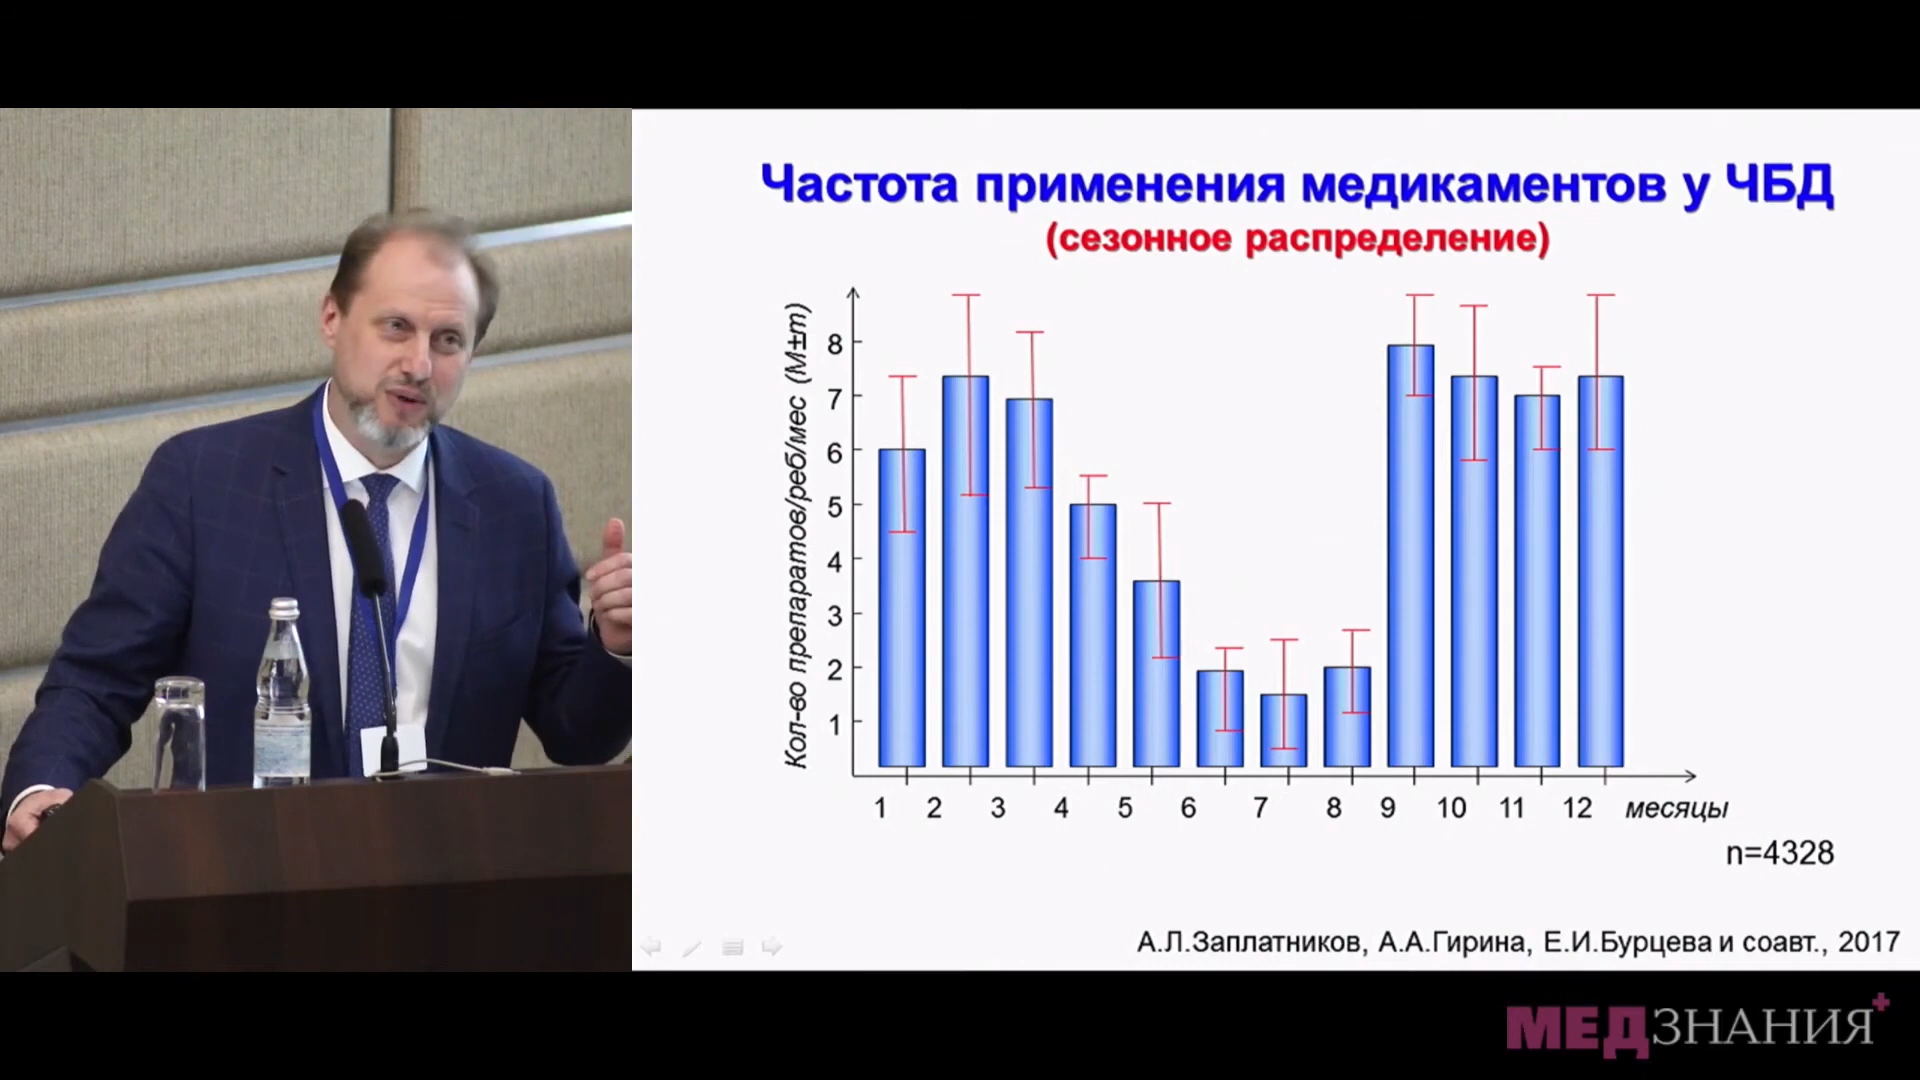 Частота применения медикаментов у ЧБД
(сезонное распределение)
Кол-во препаратов/реб/мес (M±m)
8
7
6
5
4
3
2
1
1 2 3 4 5 6 7 8 9 10 11 12 месяцы
n=4328
А.Л.Заплатников, А.А.Гирина, Е.И.Бурцева и соавт., 2017
МЕДЗНАНИЯ+